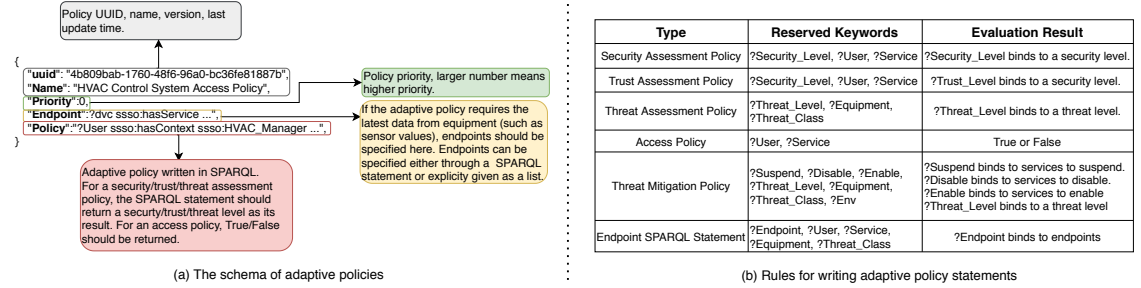 Policy UUID, name, version, last
update time.
{
"uuid": "4b809bab-1760-48f6-96a0-bc36fe81887b",
"Name": "HVAC Control System Access Policy",
"Priority":0,
"Endpoint":?dvc ssso:hasService ...",
"Policy":"?User ssso:hasContext ssso:HVAC_Manager ...",
}
Policy priority, larger number means
higher priority.
If the adaptive policy requires the
latest data from equipment (such as
sensor values), endpoints should be
specified here. Endpoints can be
specified either through a SPARQL
statement or explicity given as a list.
Adaptive policy written in SPARQL.
For a security/trust/threat assessment
policy, the SPARQL statement should
return a securty/trust/threat level as its
result. For an access policy, True/False
should be returned.
(a) The schema of adaptive policies
Type Reserved Keywords Evaluation Result
Security Assessment Policy ?Security_Level, ?User, ?Service ?Security_Level binds to a security level.
Trust Assessment Policy ?Security_Level, ?User, ?Service ?Trust_Level binds to a security level.
Threat Assessment Policy ?Threat_Level, ?Equipment, ?Threat_Level binds to a threat level.
?Threat_Class
Access Policy ?User, ?Service True or False
Threat Mitigation Policy ?Suspend, ?Disable, ?Enable, ?Suspend binds to services to suspend.
?Threat_Level, ?Equipment, ?Disable binds to services to disable.
?Threat_Class, ?Env ?Enable binds to services to enable
?Threat_Level binds to a threat level
Endpoint SPARQL Statement ?Endpoint, ?User, ?Service, ?Endpoint binds to endpoints
?Equipment, ?Threat_Class
(b) Rules for writing adaptive policy statements